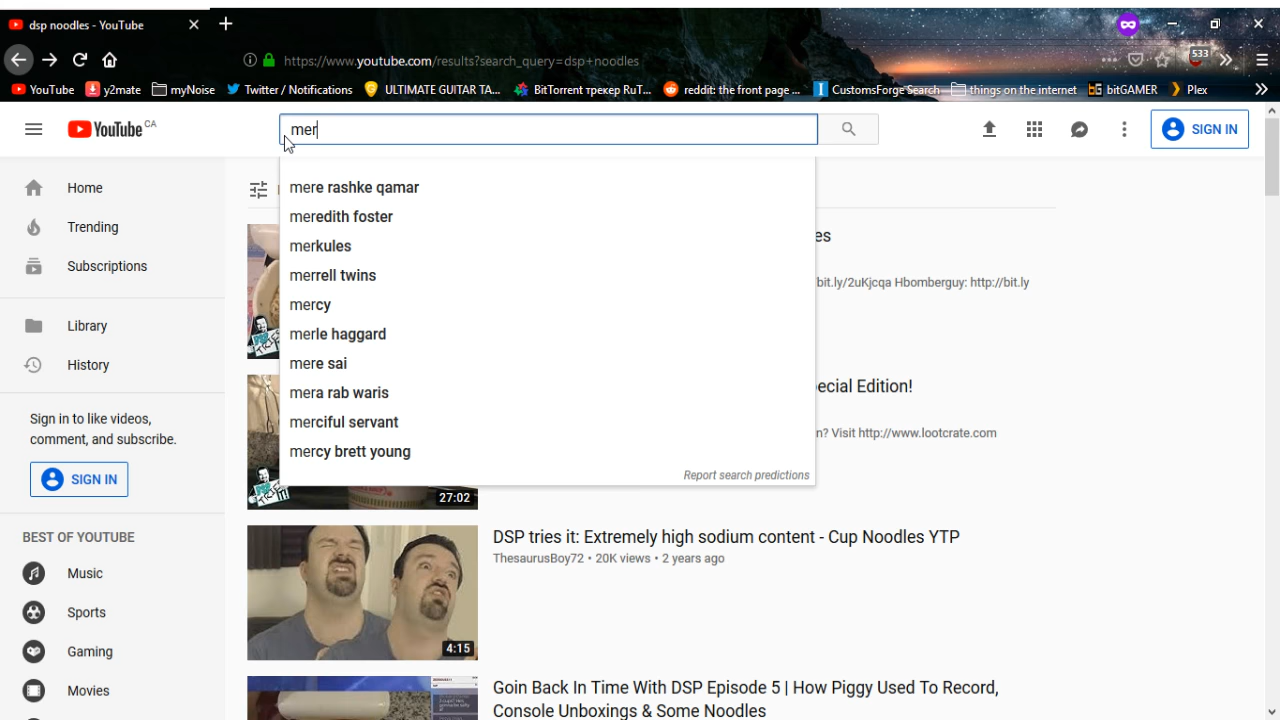 dsp noodles - YouTube
https://www.youtube.com/results?search_query=dsp+noodles
533
YouTube
y2mate
myNoise
Twitter / Notifications
ULTIMATE GUITAR TA...
BitTorrent трекер RuT...
reddit: the front page ...
CustomsForge Search
things on the internet
bitGAMER
Plex
YouTube CA
mer
SIGN IN
Home
Trending
Subscriptions
Library
History
Sign in to like videos,
comment, and subscribe.
SIGN IN
BEST OF YOUTUBE
Music
Sports
Gaming
Movies
mere rashke qamar
meredith foster
merkules
merrell twins
mercy
merle haggard
mere sai
mera rab waris
merciful servant
mercy brett young
Report search predictions
es
bit.ly/2uKjcqa Hbomberguy: http://bit.ly
ecial Edition!
n? Visit http://www.lootcrate.com
27:02
DSP tries it: Extremely high sodium content - Cup Noodles YTP
ThesaurusBoy72 • 20K views • 2 years ago
4:15
Goin Back In Time With DSP Episode 5 | How Piggy Used To Record,
Console Unboxings & Some Noodles